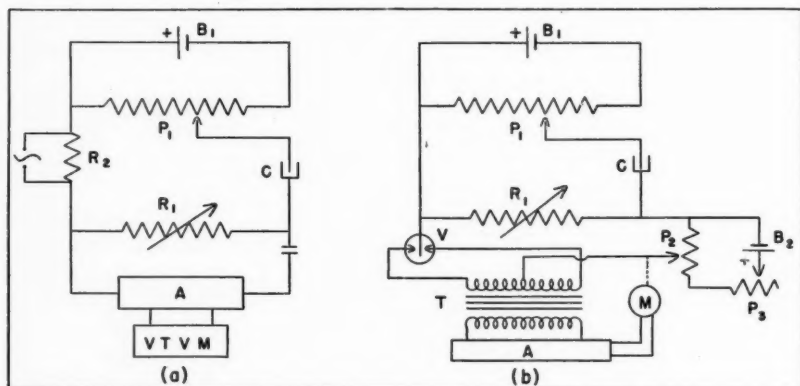 + B1
P1
C
R2
R1
A
V T V M
(a)
+ B1
P1
C
R1
V
P2
B2
+
T
M
P3
A
(b)